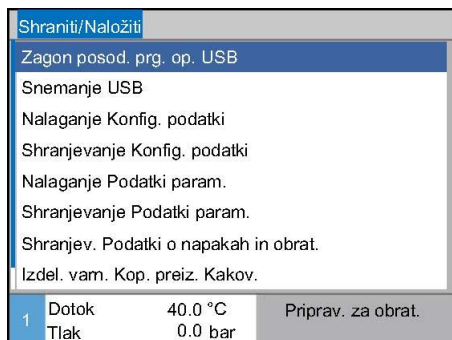 Shraniti/Naložiti
Zagon posod. prg. op. USB
Snemanje USB
Nalaganje Konfig. podatki
Shranjevanje Konfig. podatki
Nalaganje Podatki param.
Shranjevanje Podatki param.
Shranjev. Podatki o napakah in obrat.
Izdel. varn. Kop. preiz. Kakov.
1 Dotok 40.0 °C Priprav. za obrat.
Tlak 0.0 bar